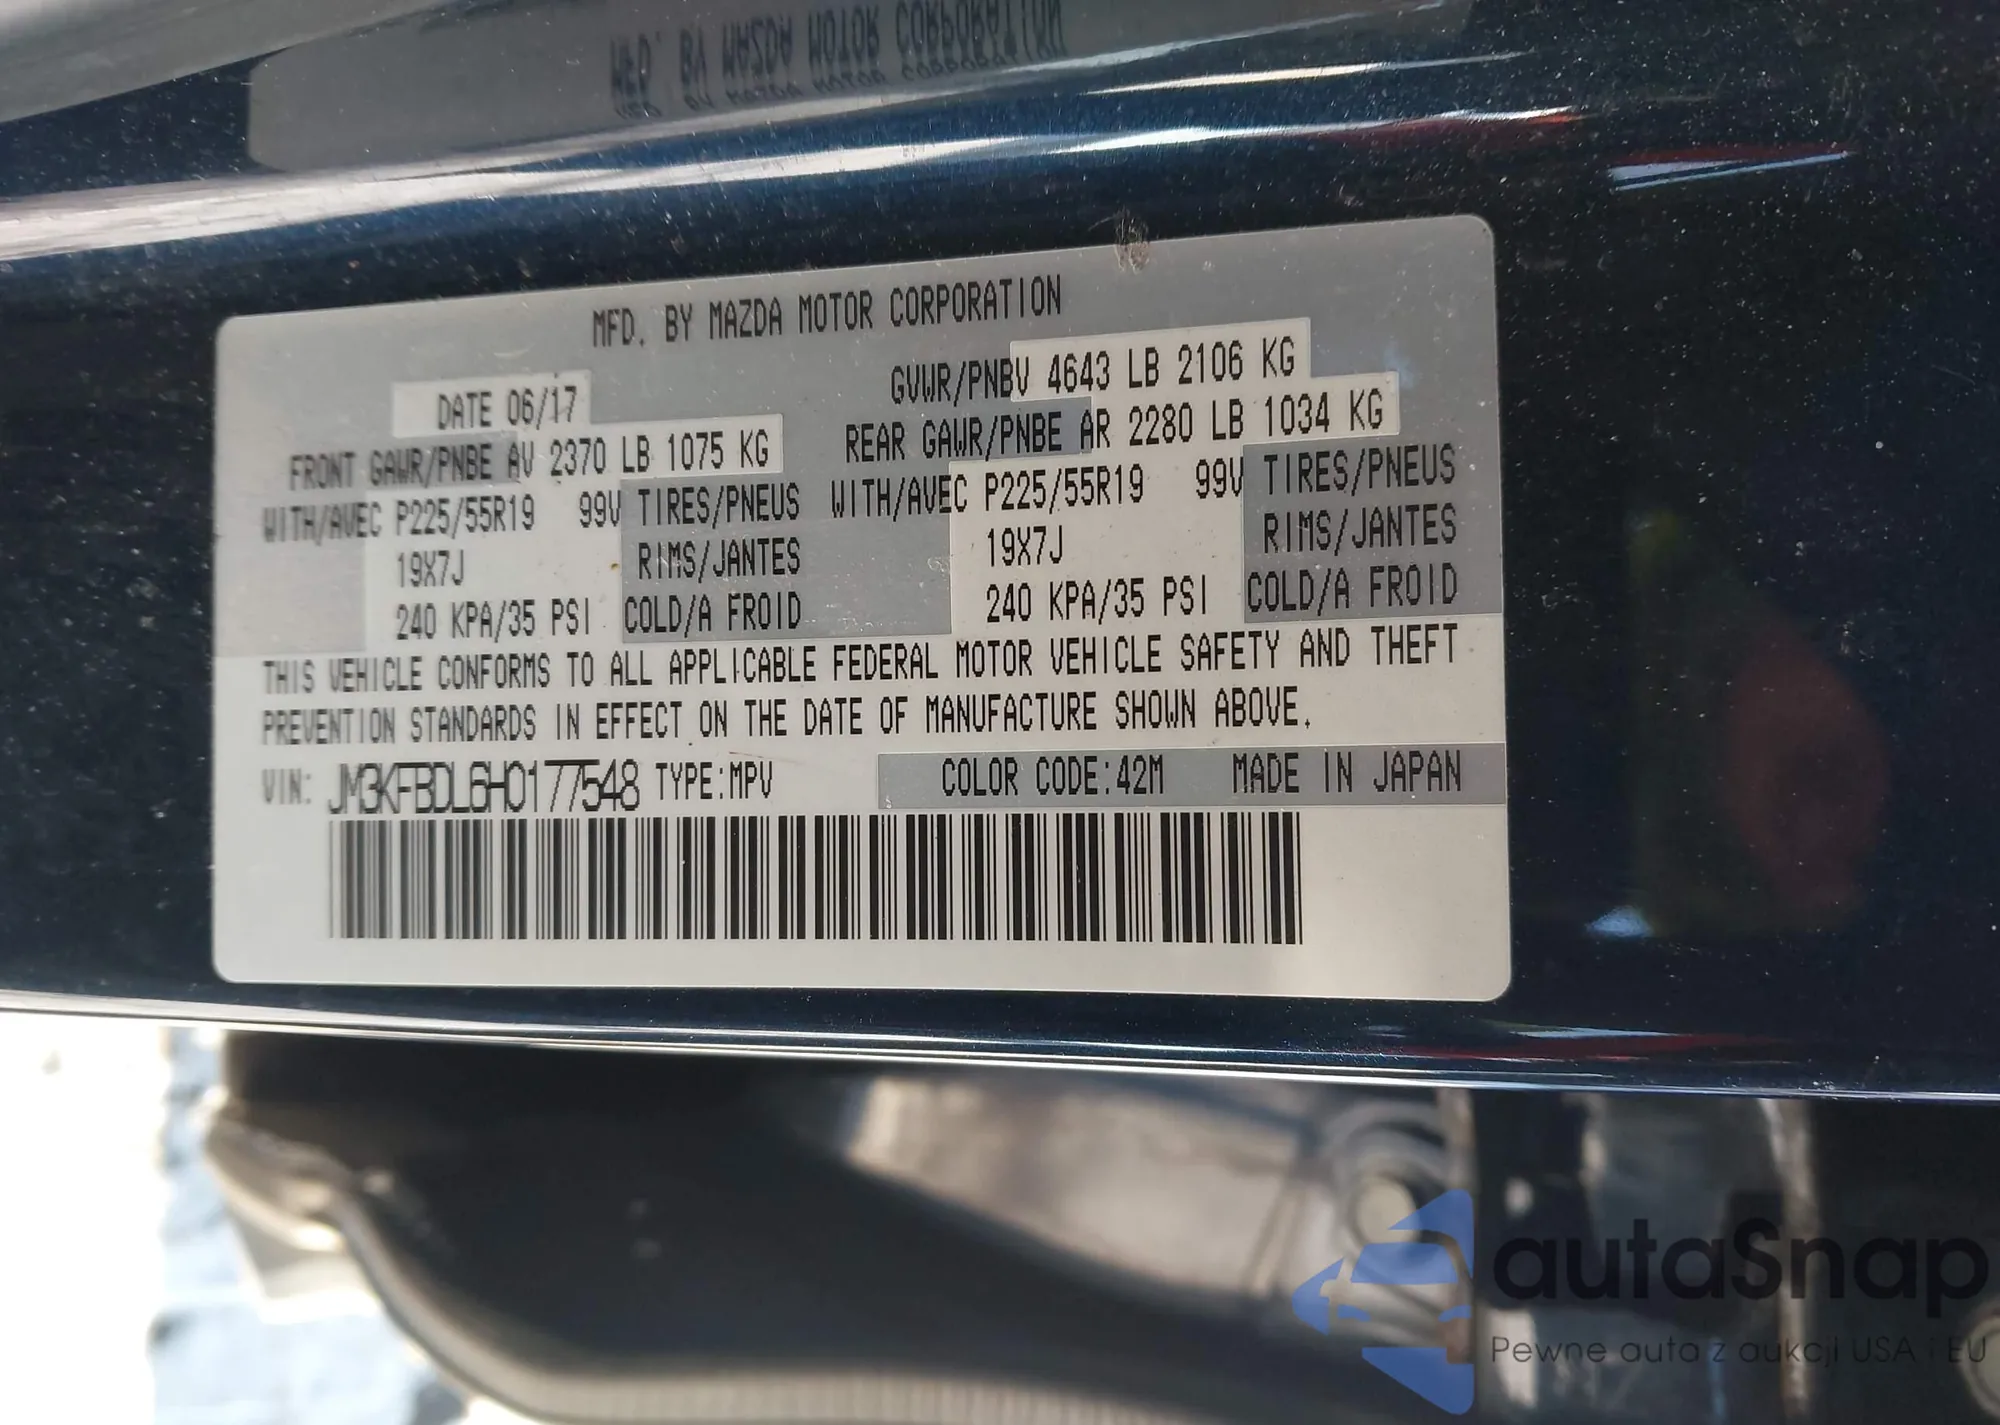 MFD. BY MAZDA MOTOR CORPORATION
MFD. BY MAZDA MOTOR CORPORATION
DATE 06/17 GVWR/PNBV 4643 LB 2106 KG
FRONT GAWR/PNBE AV 2370 LB 1075 KG REAR GAWR/PNBE AR 2280 LB 1034 KG
WITH/AVEC P225/55R19 99V TIRES/PNEUS WITH/AVEC P225/55R19 99V TIRES/PNEUS
19X7J RIMS/JANTES 19X7J RIMS/JANTES
240 KPA/35 PSI COLD/A FROID 240 KPA/35 PSI COLD/A FROID
THIS VEHICLE CONFORMS TO ALL APPLICABLE FEDERAL MOTOR VEHICLE SAFETY AND THEFT
PREVENTION STANDARDS IN EFFECT ON THE DATE OF MANUFACTURE SHOWN ABOVE.
VIN: JM3KFBDL6H0177548 TYPE:MPV COLOR CODE:42M MADE IN JAPAN
autaSnap
Pewne auta z aukcji USA i EU